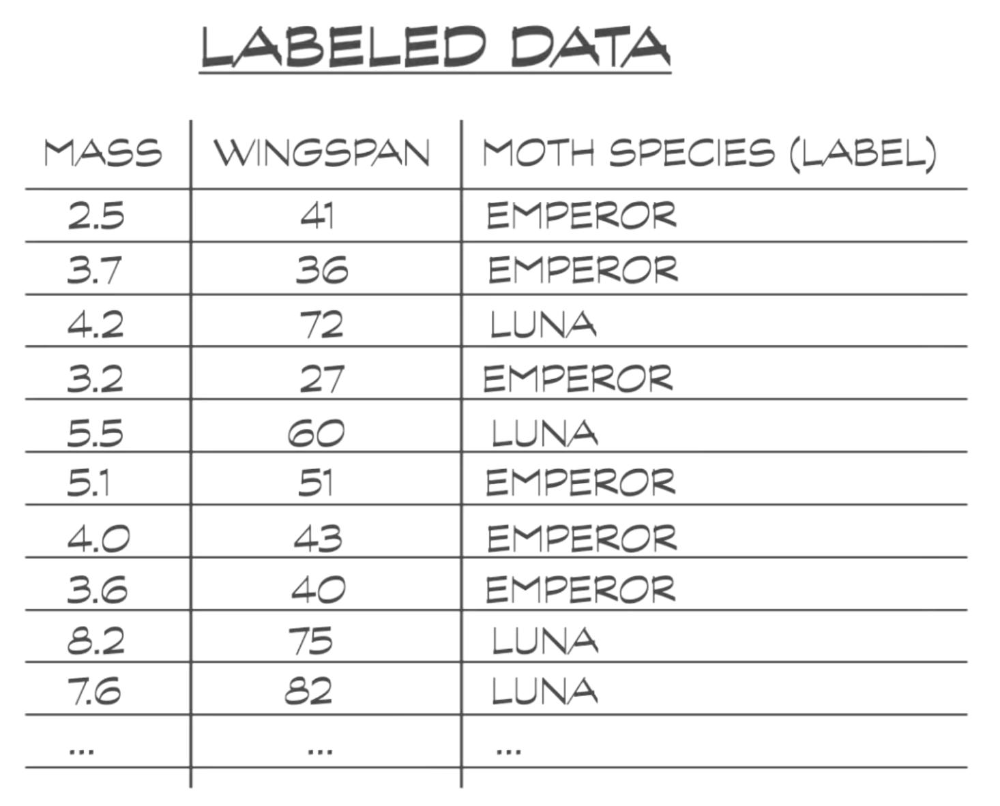 LABELED DATA
MASS WINGSPAN MOTH SPECIES (LABEL)
2.5 41 EMPEROR
3.7 36 EMPEROR
4.2 72 LUNA
3.2 27 EMPEROR
5.5 60 LUNA
5.1 51 EMPEROR
4.0 43 EMPEROR
3.6 40 EMPEROR
8.2 75 LUNA
7.6 82 LUNA
... ... ...